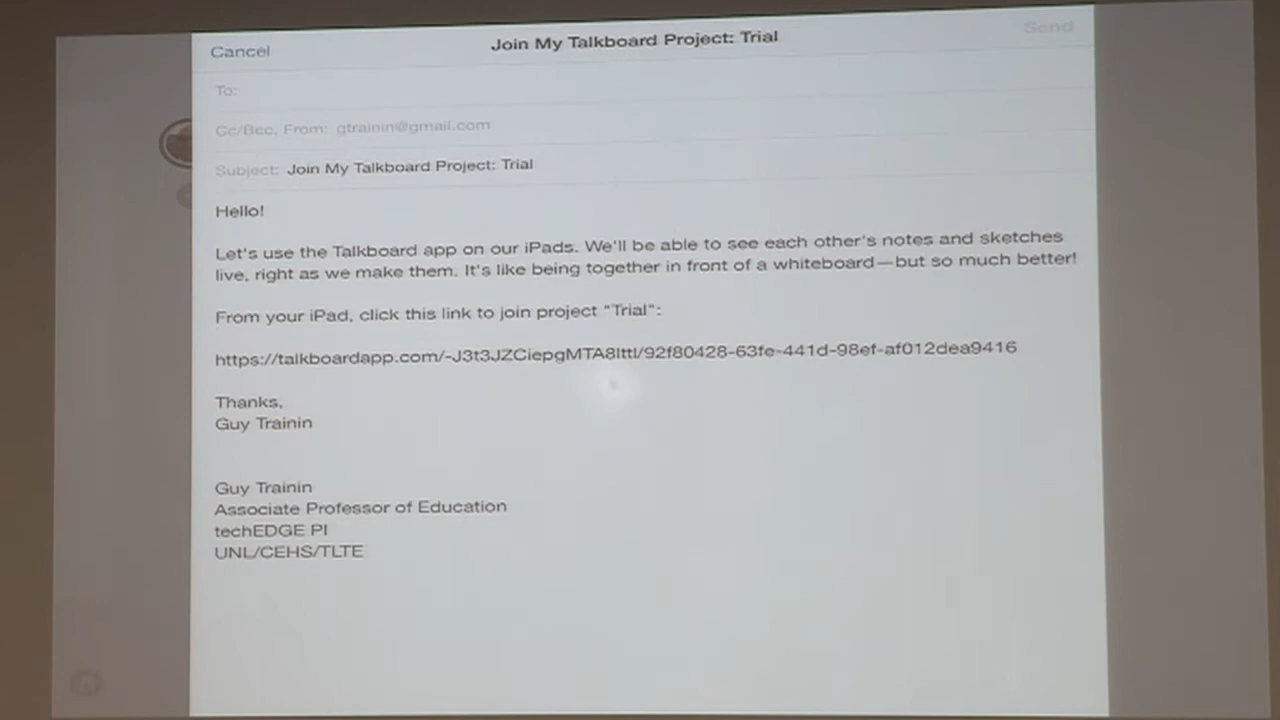 Cancel
Join My Talkboard Project: Trial
Send
To:
Cc/Bcc, From: gtrainin@gmail.com
Subject: Join My Talkboard Project: Trial
Hello!
Let's use the Talkboard app on our iPads. We'll be able to see each other's notes and sketches
live, right as we make them. It's like being together in front of a whiteboard—but so much better!
From your iPad, click this link to join project "Trial":
https://talkboardapp.com/-J3t3JZCiepgMTA8lttl/92f80428-63fe-441d-98ef-af012dea9416
Thanks,
Guy Trainin
Guy Trainin
Associate Professor of Education
techEDGE PI
UNL/CEHS/TLTE